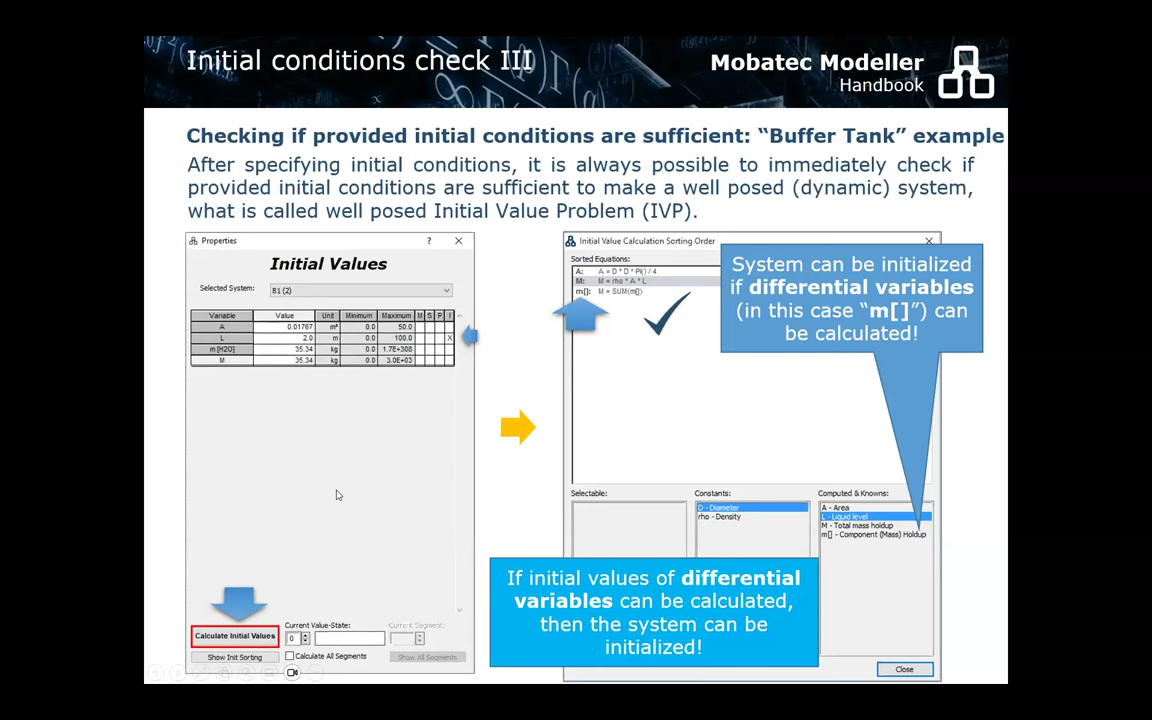 Initial conditions check III
Mobatec Modeller
Handbook
Checking if provided initial conditions are sufficient: “Buffer Tank” example
After specifying initial conditions, it is always possible to immediately check if
provided initial conditions are sufficient to make a well posed (dynamic) system,
what is called well posed Initial Value Problem (IVP).
Properties ?
Initial Values
Selected System: B1 (2)
Variable Value Unit Minimum Maximum M S P I
A 0.01767 m² 0.0 50.0
L 2.0 m 0.0 100.0 X
m[H2O] 35.34 kg 0.0 1.7E+308
M 35.34 kg 0.0 3.0E+03
Calculate Initial Values
Show Init Sorting
Current Value-State:
0
Current Segment:
Calculate All Segments
Show All Segments
Initial Value Calculation Sorting Order
Sorted Equations:
A: A = D * D * PI() / 4
M: M = rho * A * L
m[]: M = SUM(m[])
System can be initialized
if differential variables
(in this case “m[]”) can
be calculated!
Selectable:
Constants:
D - Diameter
rho - Density
Computed & Knowns:
A - Area
L - Liquid level
M - Total mass holdup
m[] - Component (Mass) Holdup
If initial values of differential
variables can be calculated,
then the system can be
initialized!
Close